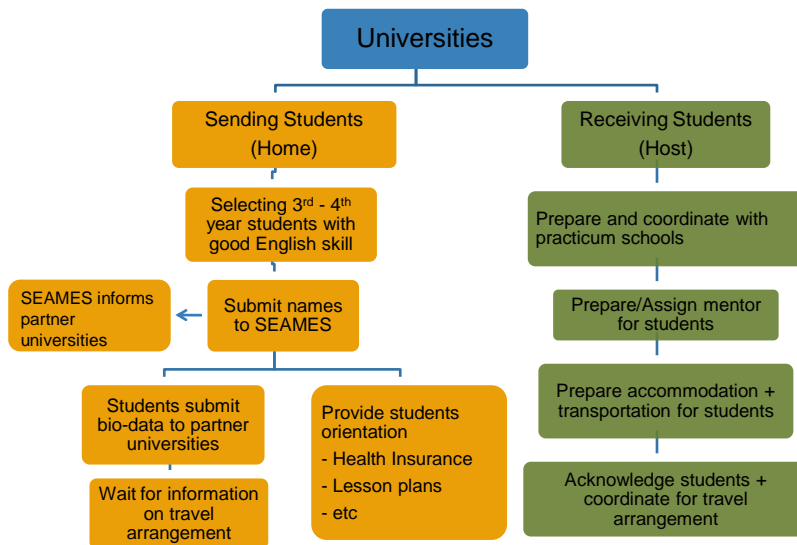 Universities
Sending Students
(Home)
Receiving Students
(Host)
Selecting 3rd - 4th
year students with
good English skill
Prepare and coordinate with
practicum schools
SEAMES informs
partner
universities
Submit names
to SEAMES
Prepare/Assign mentor
for students
Students submit
bio-data to partner
universities
Provide students
orientation
- Health Insurance
- Lesson plans
- etc
Prepare accommodation +
transportation for students
Wait for information
on travel
arrangement
Acknowledge students +
coordinate for travel
arrangement